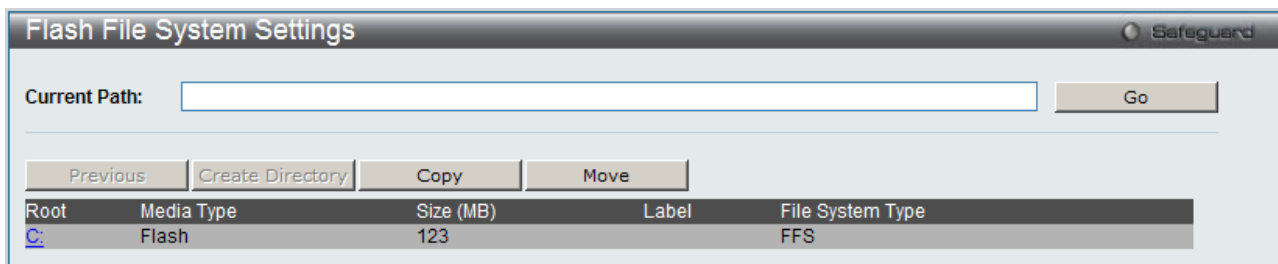 Flash File System Settings Safeguard
Current Path: Go
Previous Create Directory Copy Move
Root Media Type Size (MB) Label File System Type
C: Flash 123 FFS